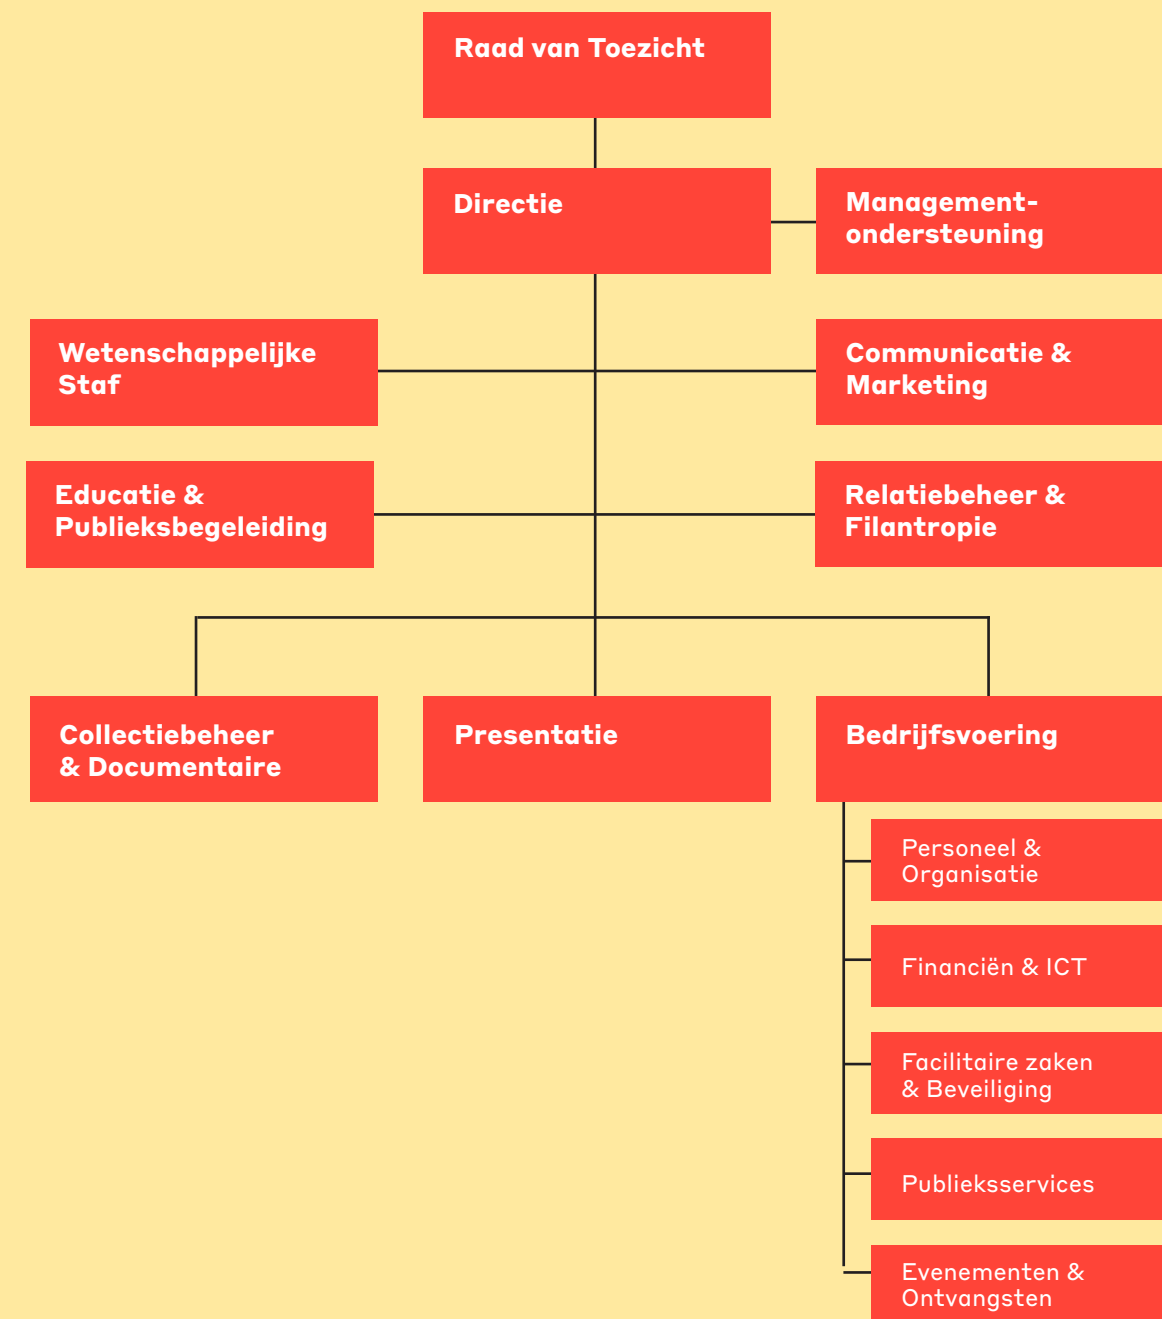 Raad van Toezicht
Directie
Management-
ondersteuning
Wetenschappelijke
Staf
Communicatie &
Marketing
Educatie &
Publieksbegeleiding
Relatiebeheer &
Filantropie
Collectiebeheer
& Documentaire
Presentatie
Bedrijfsvoering
Personeel &
Organisatie
Financiën & ICT
Facilitaire zaken
& Beveiliging
Publieksservices
Evenementen &
Ontvangsten